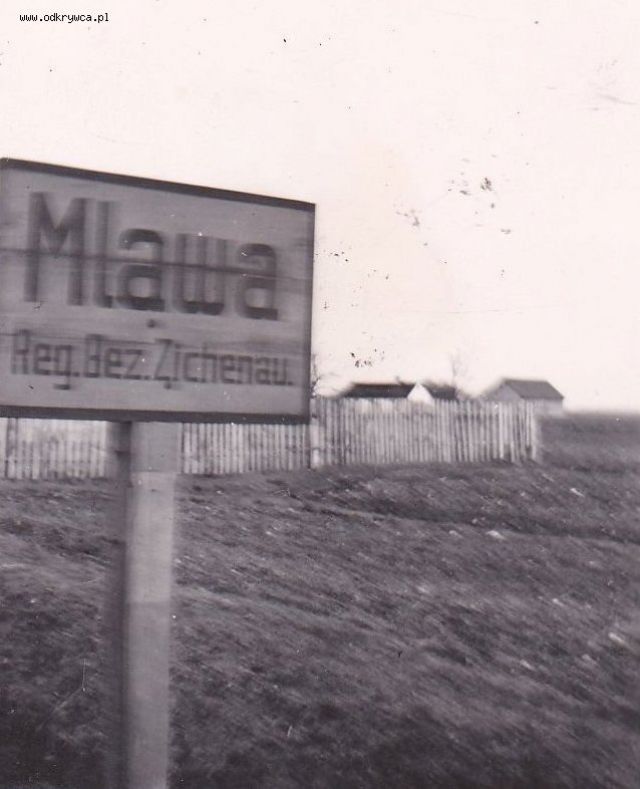 www.odkrywca.pl
Mlawa
Reg. Bez. Zichenau.